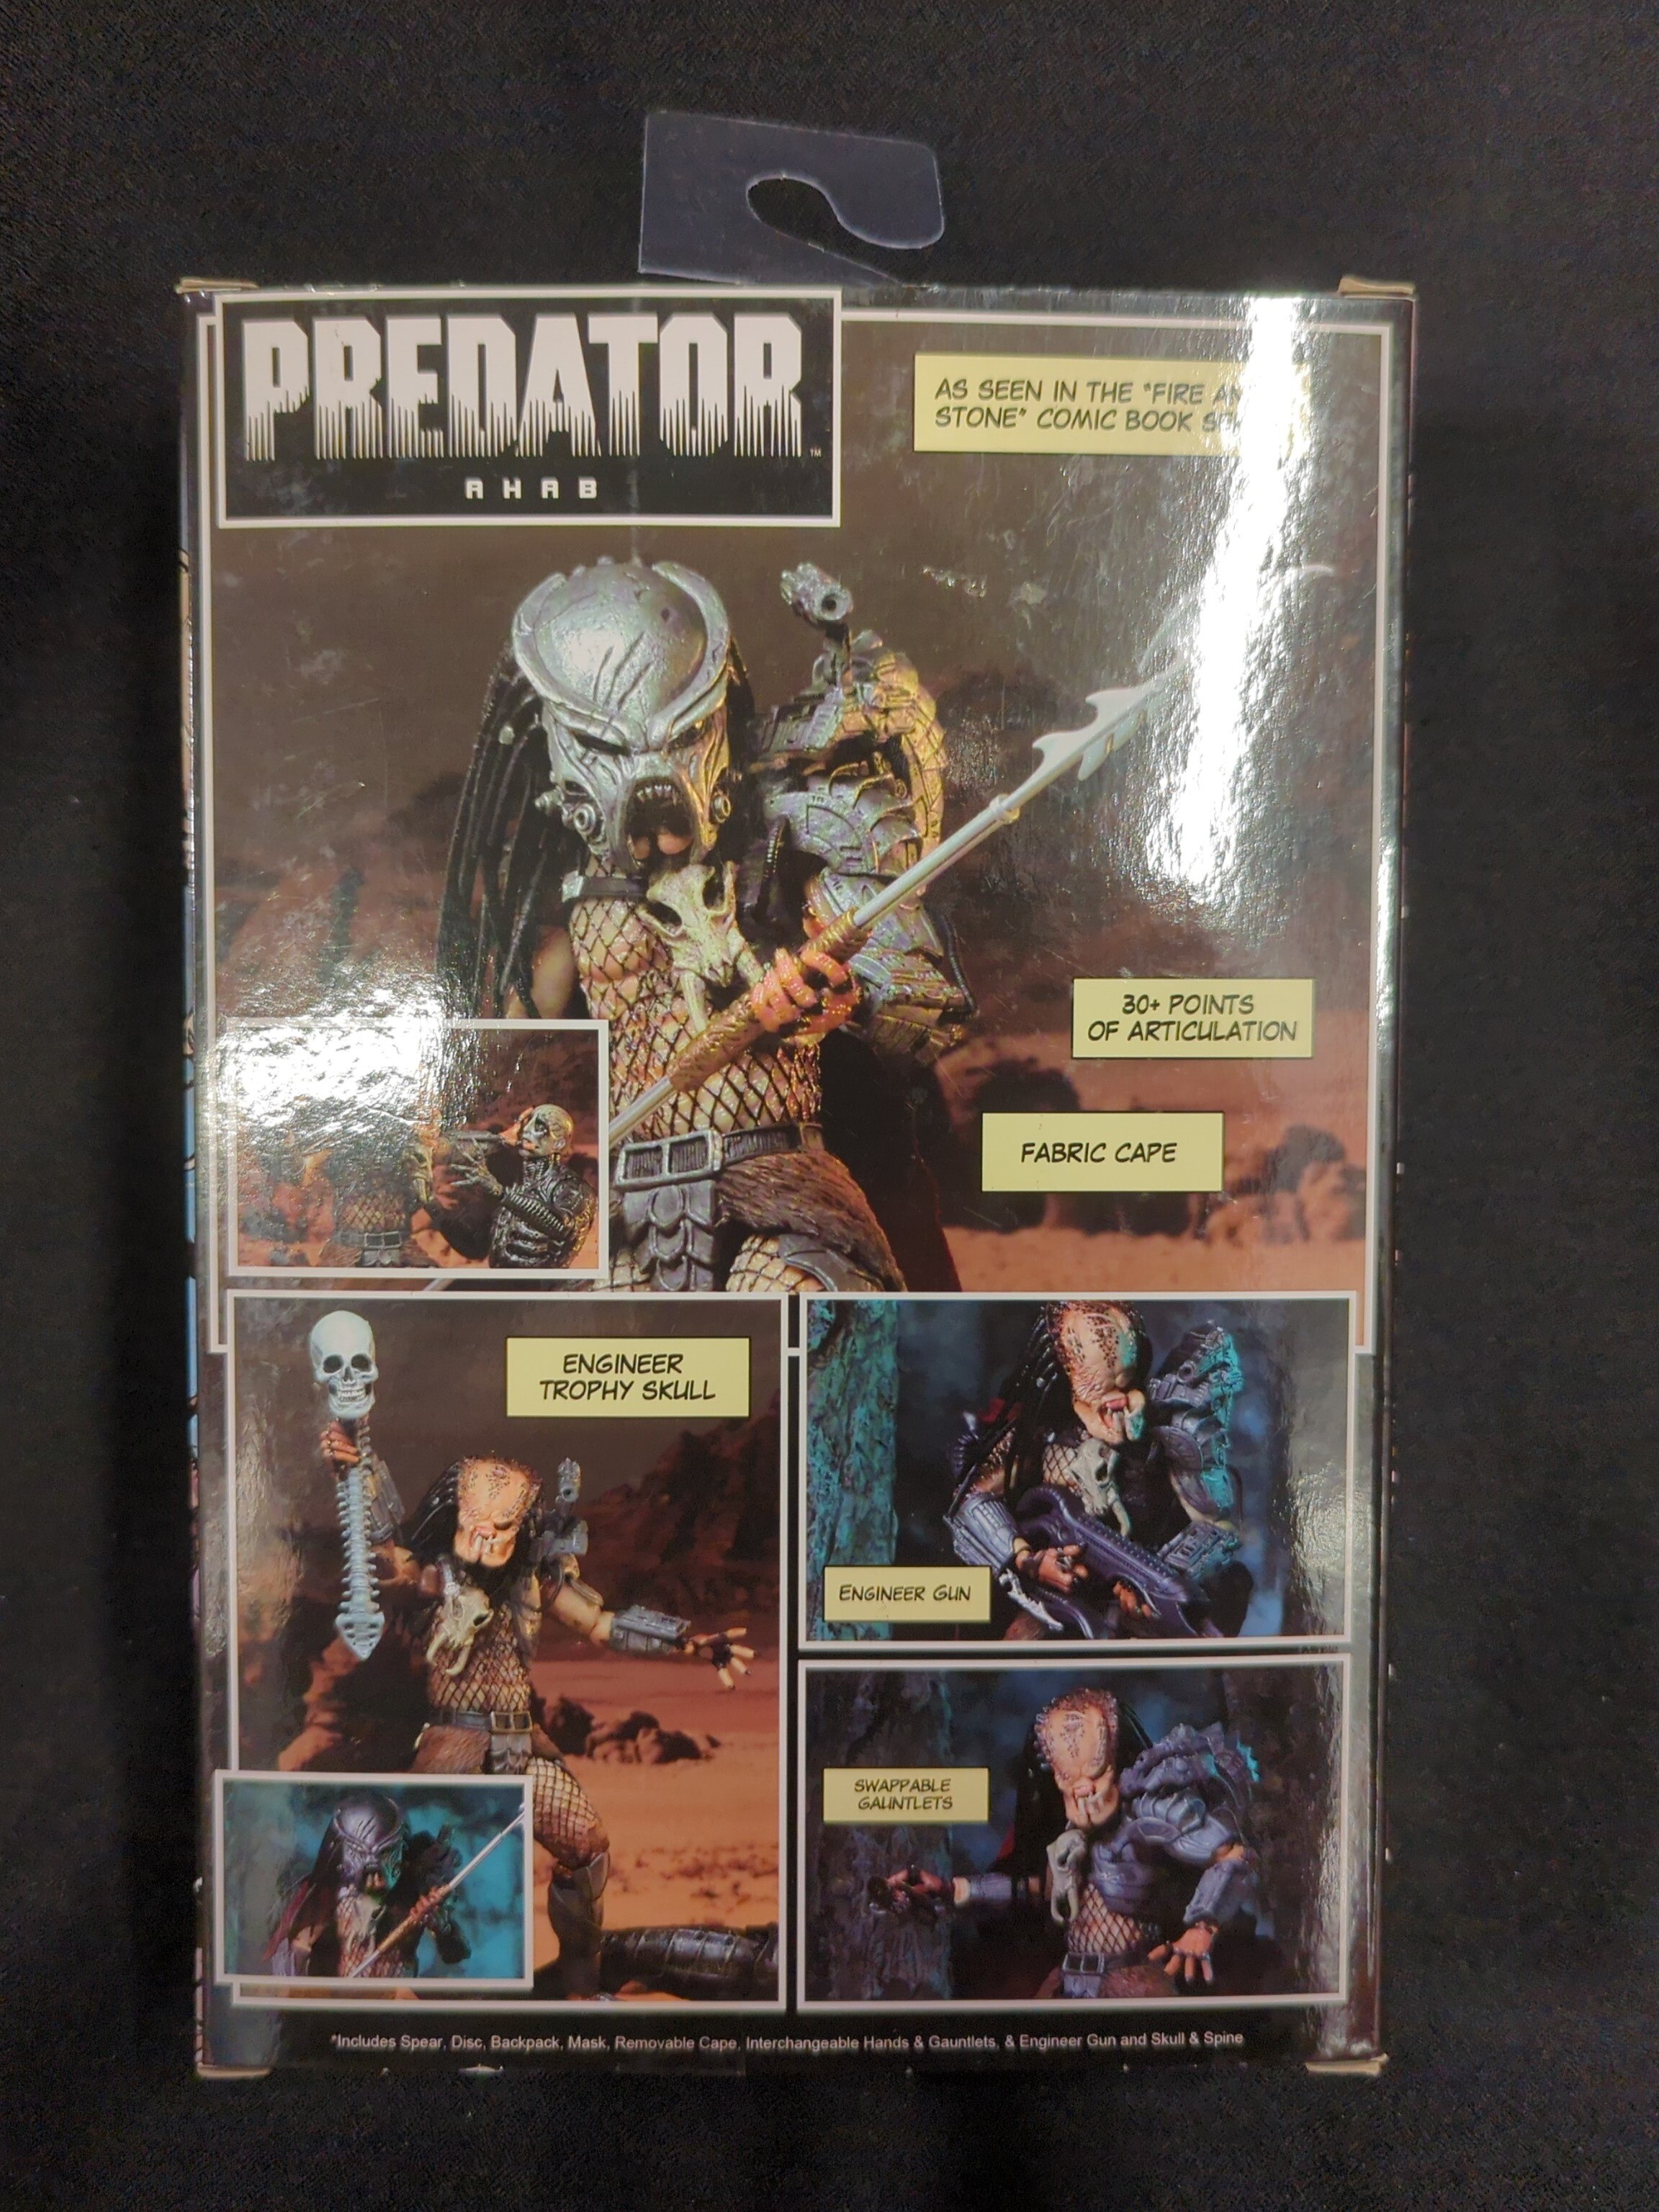 PREDATOR
™
AHAB
AS SEEN IN THE "FIRE
STONE" COMIC BOOK
30+ POINTS
OF ARTICULATION
FABRIC CAPE
ENGINEER
TROPHY SKULL
ENGINEER GUN
SWAPPABLE
GAUNTLETS
*Includes Spear, Disc, Backpack, Mask, Removable Cape, Interchangeable Hands & Gauntlets, & Engineer Gun and Skull & Spine